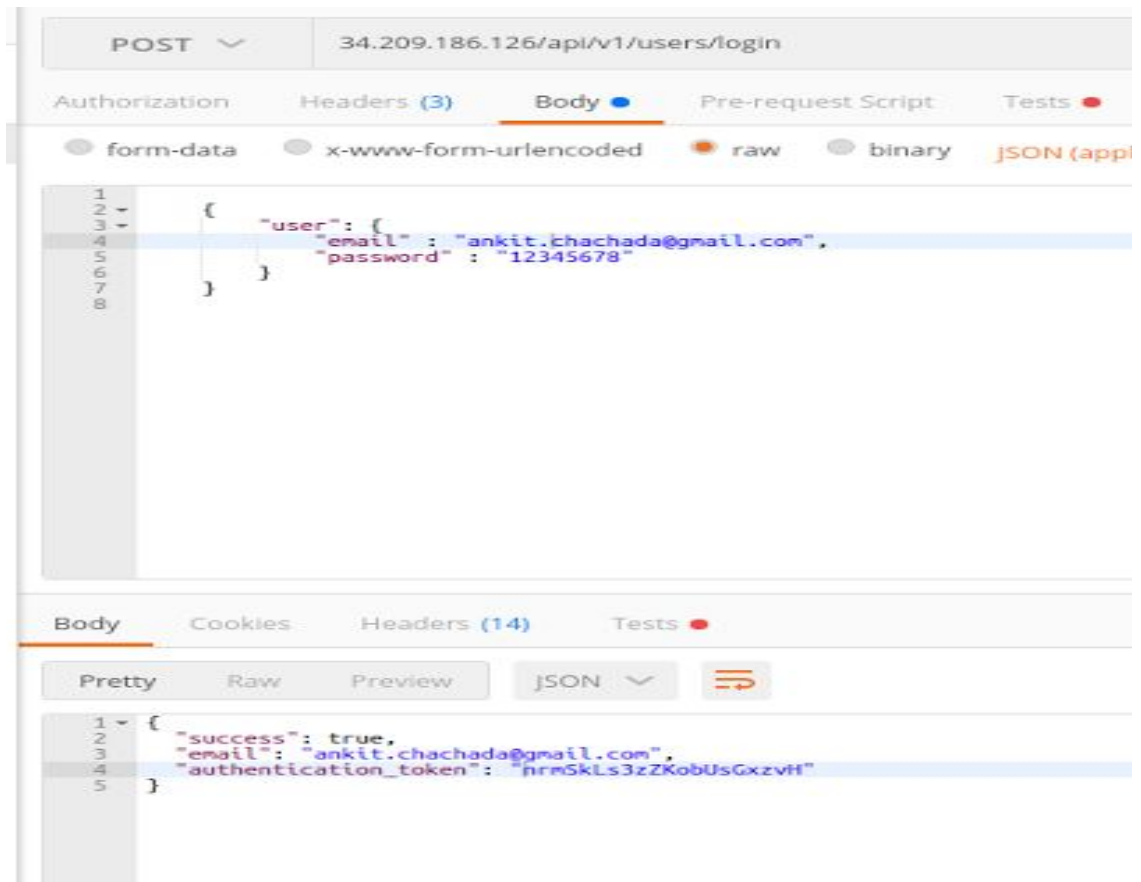 POST 34.209.186.126/api/v1/users/login
Authorization Headers (3) Body Pre-request Script Tests
form-data x-www-form-urlencoded raw binary JSON (appl
1
2 {
3 "user": {
4 "email" : "ankit.chachada@gmail.com",
5 "password" : "12345678"
6 }
7 }
8
Body Cookies Headers (14) Tests
Pretty Raw Preview JSON
1 {
2 "success": true,
3 "email": "ankit.chachada@gmail.com",
4 "authentication_token": "nrmSkLs3zZKobUsGxzvH"
5 }